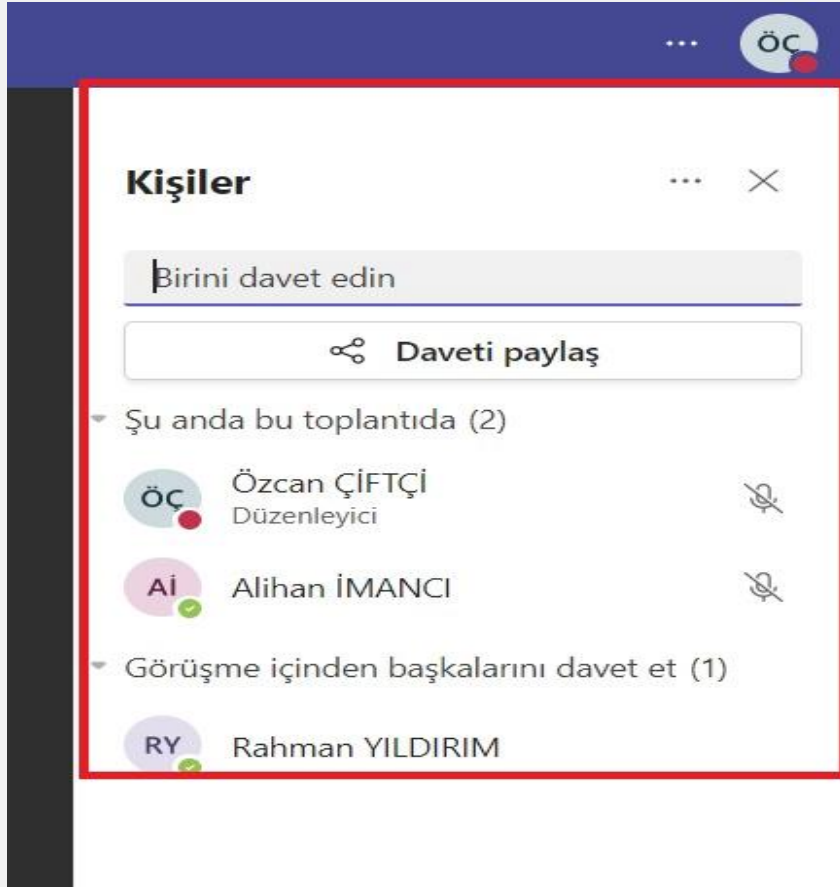 ÖÇ
Kişiler
Birini davet edin
Daveti paylaş
Şu anda bu toplantıda (2)
ÖÇ
Özcan ÇİFTÇİ
Düzenleyici
Aİ
Alihan İMANCI
Görüşme içinden başkalarını davet et (1)
RY
Rahman YILDIRIM